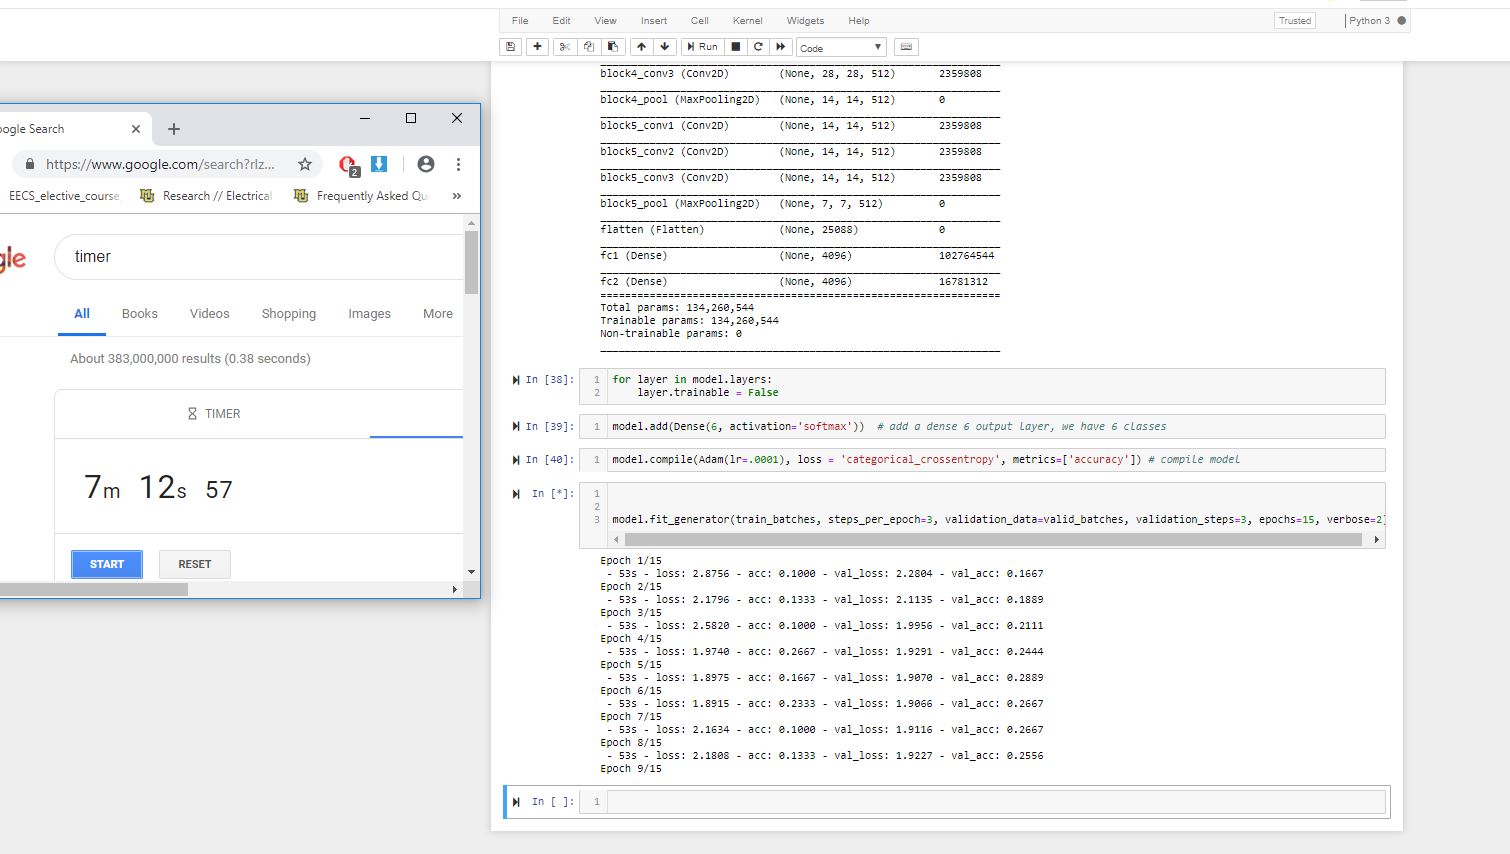 File Edit View Insert Cell Kernel Widgets Help Trusted Python 3
Run Code
block4_conv3 (Conv2D) (None, 28, 28, 512) 2359808
block4_pool (MaxPooling2D) (None, 14, 14, 512) 0
block5_conv1 (Conv2D) (None, 14, 14, 512) 2359808
block5_conv2 (Conv2D) (None, 14, 14, 512) 2359808
block5_conv3 (Conv2D) (None, 14, 14, 512) 2359808
block5_pool (MaxPooling2D) (None, 7, 7, 512) 0
flatten (Flatten) (None, 25088) 0
fc1 (Dense) (None, 4096) 102764544
fc2 (Dense) (None, 4096) 16781312
Total params: 134,260,544
Trainable params: 134,260,544
Non-trainable params: 0
In [38]:
1 for layer in model.layers:
2 layer.trainable = False
In [39]:
1 model.add(Dense(6, activation='softmax')) # add a dense 6 output layer, we have 6 classes
In [40]:
1 model.compile(Adam(lr=.0001), loss = 'categorical_crossentropy', metrics=['accuracy']) # compile model
In [*]:
1
2
3 model.fit_generator(train_batches, steps_per_epoch=3, validation_data=valid_batches, validation_steps=3, epochs=15, verbose=2
Epoch 1/15
- 53s - loss: 2.8756 - acc: 0.1000 - val_loss: 2.2804 - val_acc: 0.1667
Epoch 2/15
- 53s - loss: 2.1796 - acc: 0.1333 - val_loss: 2.1135 - val_acc: 0.1889
Epoch 3/15
- 53s - loss: 2.5820 - acc: 0.1000 - val_loss: 1.9956 - val_acc: 0.2111
Epoch 4/15
- 53s - loss: 1.9740 - acc: 0.2667 - val_loss: 1.9291 - val_acc: 0.2444
Epoch 5/15
- 53s - loss: 1.8975 - acc: 0.1667 - val_loss: 1.9070 - val_acc: 0.2889
Epoch 6/15
- 53s - loss: 1.8915 - acc: 0.2333 - val_loss: 1.9066 - val_acc: 0.2667
Epoch 7/15
- 53s - loss: 2.1634 - acc: 0.1000 - val_loss: 1.9116 - val_acc: 0.2667
Epoch 8/15
- 53s - loss: 2.1808 - acc: 0.1333 - val_loss: 1.9227 - val_acc: 0.2556
Epoch 9/15
In [ ]:
1
oogle Search
https://www.google.com/search?rlz...
2
EECS_elective_course Research // Electrical Frequently Asked Qu »
gle
timer
All Books Videos Shopping Images More
About 383,000,000 results (0.38 seconds)
TIMER
7m 12s 57
START RESET